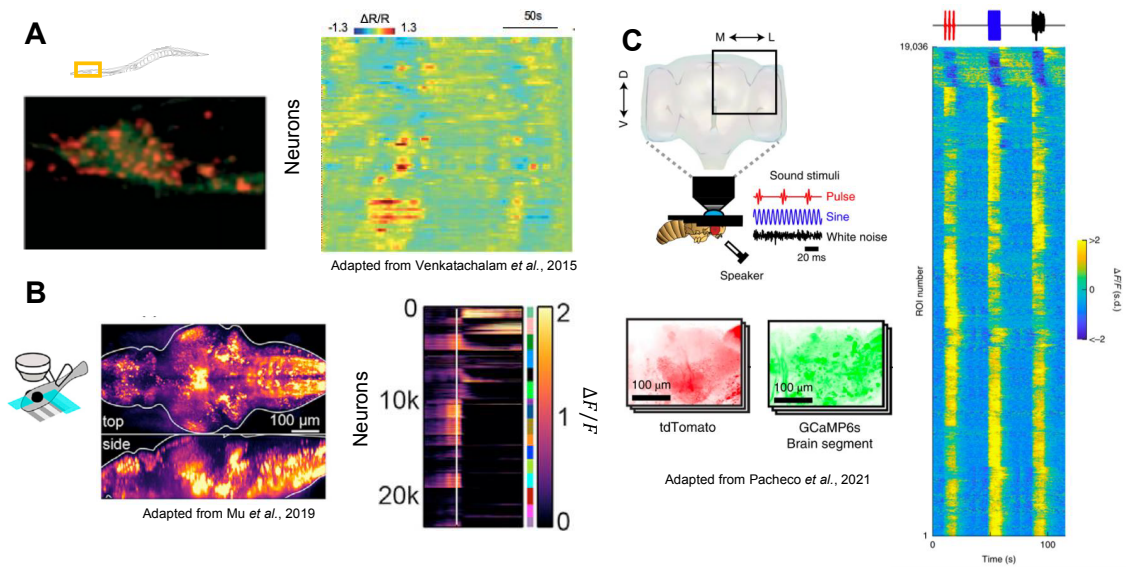 A
-1.3 ΔR/R 1.3
50s
Neurons
Adapted from Venkatachalam et al., 2015
B
top
100 μm
side
Adapted from Mu et al., 2019
0
10k
20k
Neurons
2
1
0
ΔF/F
C
M L
D
V
Sound stimuli
Pulse
Sine
White noise
20 ms
Speaker
100 μm
tdTomato
100 μm
GCaMP6s
Brain segment
Adapted from Pacheco et al., 2021
19,036
ROI number
1
0 100
Time (s)
>2
<–2
ΔF/F (s.d.)